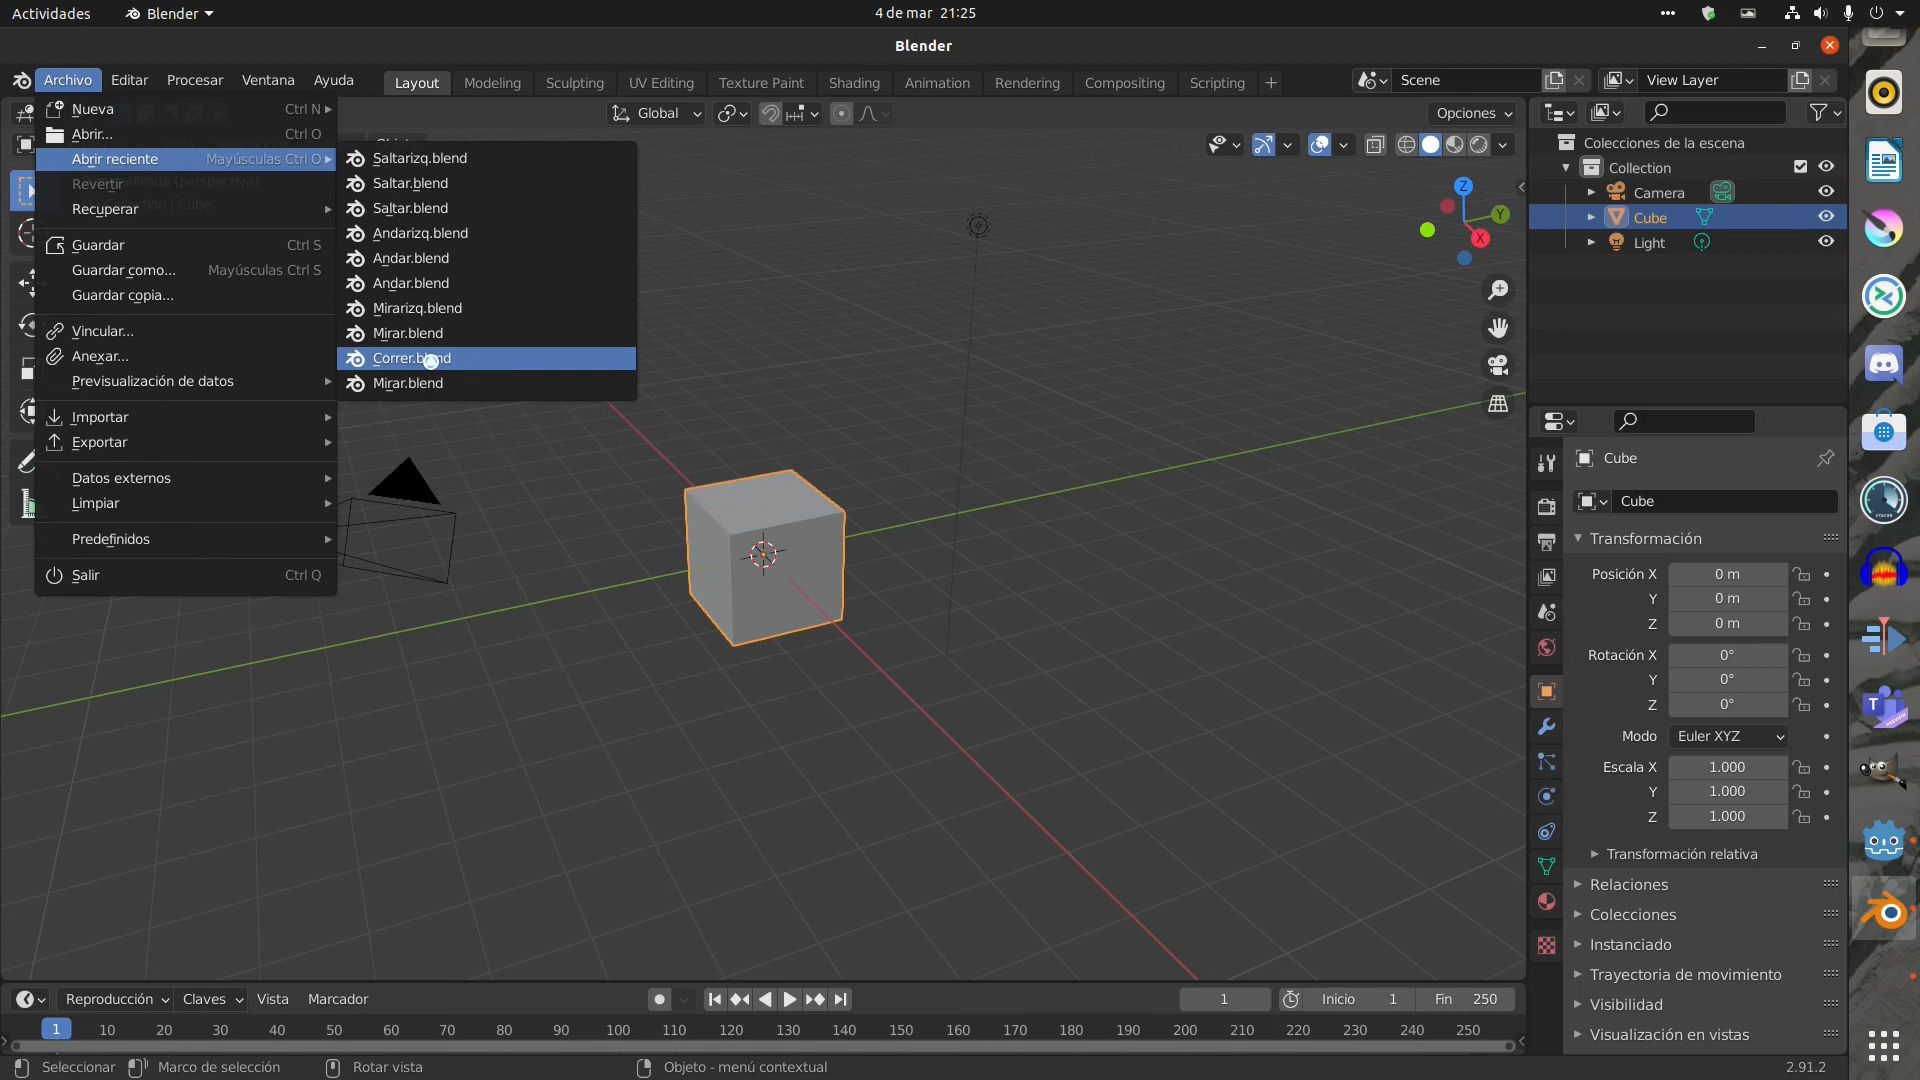 Actividades
Blender
4 de mar 21:25
Blender
Archivo
Editar
Procesar
Ventana
Ayuda
Layout
Modeling
Sculpting
UV Editing
Texture Paint
Shading
Animation
Rendering
Compositing
Scripting
Scene
View Layer
Global
Opciones
Nueva Ctrl N
Abrir... Ctrl O
Abrir reciente Mayúsculas Ctrl O
Revertir
Recuperar
Guardar Ctrl S
Guardar como... Mayúsculas Ctrl S
Guardar copia...
Vincular...
Anexar...
Previsualización de datos
Importar
Exportar
Datos externos
Limpiar
Predefinidos
Salir Ctrl Q
Saltarizq.blend
Saltar.blend
Saltar.blend
Andarizq.blend
Andar.blend
Andar.blend
Mirarizq.blend
Mirar.blend
Correr.blend
Mirar.blend
Z
Y
X
Colecciones de la escena
Collection
Camera
Cube
Light
Cube
Cube
Transformación
Posición X 0 m
Y 0 m
Z 0 m
Rotación X 0°
Y 0°
Z 0°
Modo Euler XYZ
Escala X 1.000
Y 1.000
Z 1.000
Transformación relativa
Relaciones
Colecciones
Instanciado
Trayectoria de movimiento
Visibilidad
Visualización en vistas
Reproducción
Claves
Vista
Marcador
1
Inicio 1
Fin 250
1 10 20 30 40 50 60 70 80 90 100 110 120 130 140 150 160 170 180 190 200 210 220 230 240 250
Seleccionar
Marco de selección
Rotar vista
Objeto - menú contextual
2.91.2